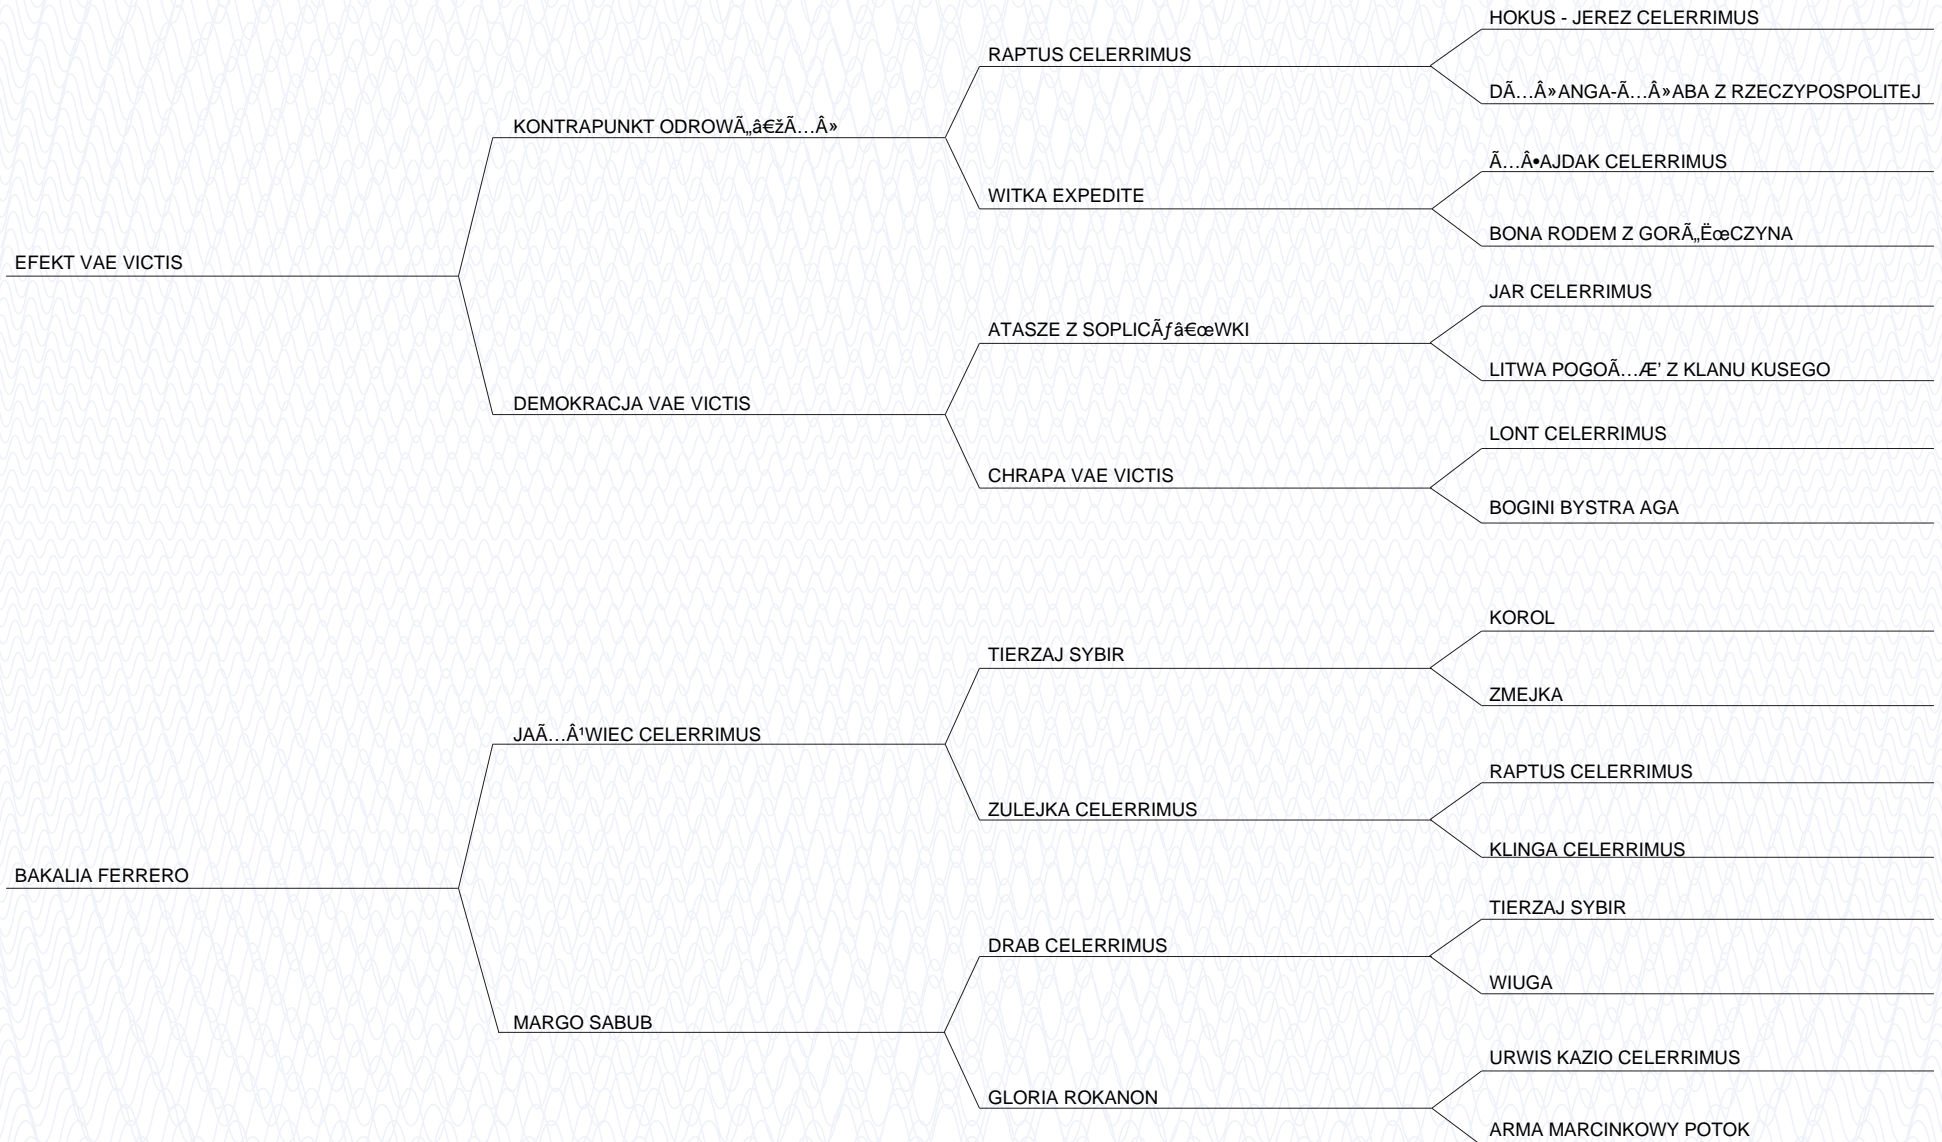 HOKUS - JEREZ CELERRIMUS
RAPTUS CELERRIMUS
DÃ…Â»ANGA-Ã…Â»ABA Z RZECZYPOSPOLITEJ
KONTRAPUNKT ODROWÃ„â€žÃ…Â»
Ã…Â•AJDAK CELERRIMUS
WITKA EXPEDITE
BONA RODEM Z GORÃ„ËœCZYNA
EFEKT VAE VICTIS
JAR CELERRIMUS
ATASZE Z SOPLICÃƒâ€œWKI
LITWA POGOÃ…Æ’ Z KLANU KUSEGO
DEMOKRACJA VAE VICTIS
LONT CELERRIMUS
CHRAPA VAE VICTIS
BOGINI BYSTRA AGA
KOROL
TIERZAJ SYBIR
ZMEJKA
JAÃ…Â¹WIEC CELERRIMUS
RAPTUS CELERRIMUS
ZULEJKA CELERRIMUS
KLINGA CELERRIMUS
BAKALIA FERRERO
TIERZAJ SYBIR
DRAB CELERRIMUS
WIUGA
MARGO SABUB
URWIS KAZIO CELERRIMUS
GLORIA ROKANON
ARMA MARCINKOWY POTOK